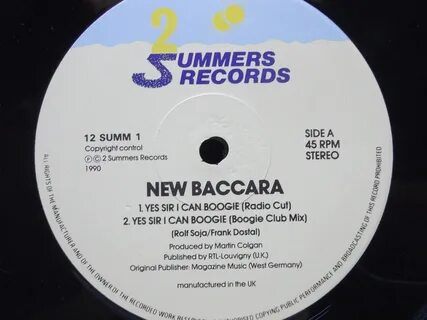 2
SUMMERS
RECORDS
12 SUMM 1
Copyright control
Ⓟ©2 Summers Records
1990
SIDE A
45 RPM
STEREO
NEW BACCARA
1. YES SIR I CAN BOOGIE (Radio Cut)
2. YES SIR I CAN BOOGIE (Boogie Club Mix)
(Rolf Soja/Frank Dostal)
Produced by Martin Colgan
Published by RTL-Louvigny (U.K.)
Original Publisher: Magazine Music (West Germany)
manufactured in the UK
ALL RIGHTS OF THE MANUFACTURER AND OF THE OWNER OF THE RECORDED WORK RESERVED UNAUTHORISED COPYING PUBLIC PERFORMANCE AND BROADCASTING OF THIS RECORD PROHIBITED